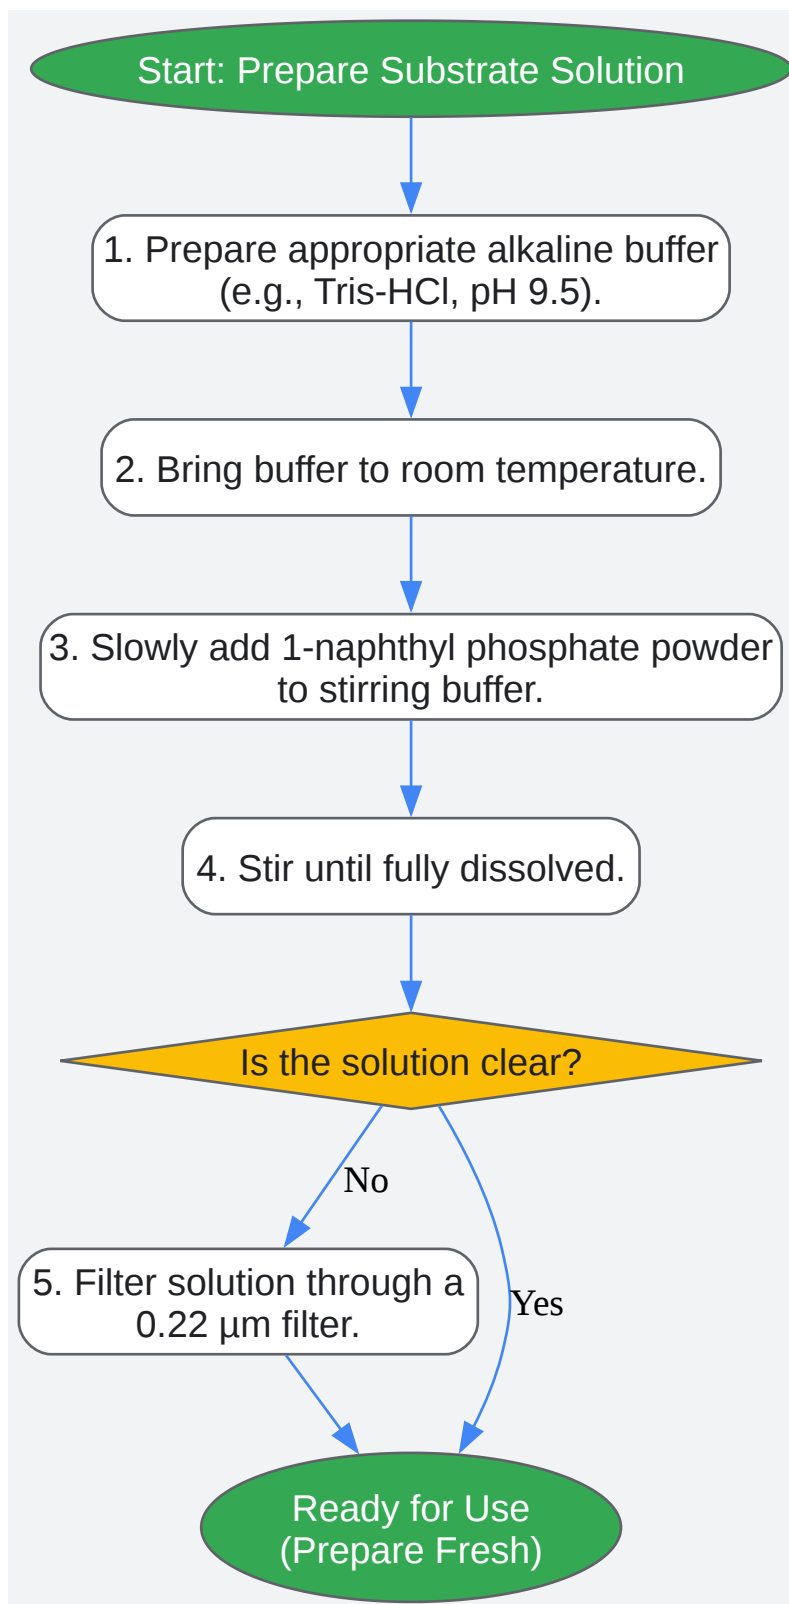 Start: Prepare Substrate Solution
1. Prepare appropriate alkaline buffer
(e.g., Tris-HCl, pH 9.5).
2. Bring buffer to room temperature.
3. Slowly add 1-naphthyl phosphate powder
to stirring buffer.
4. Stir until fully dissolved.
Is the solution clear?
No
5. Filter solution through a
0.22 µm filter.
Yes
Ready for Use
(Prepare Fresh)